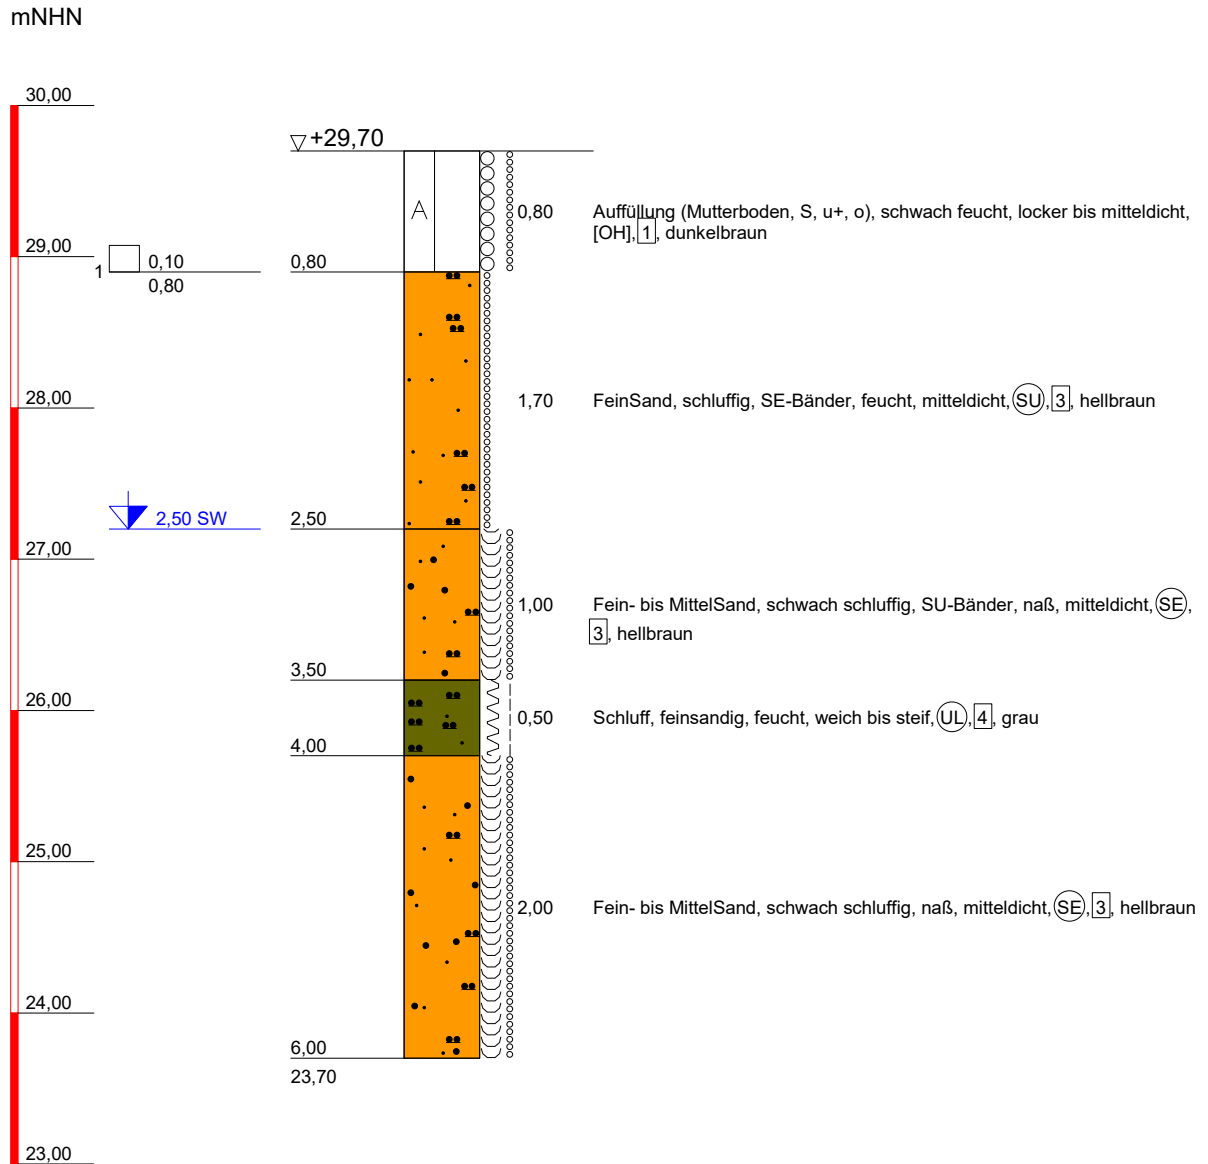 mNHN
30,00
+29,70
A
0,80
Auffüllung (Mutterboden, S, u+, o), schwach feucht, locker bis mitteldicht,
[OH], 1, dunkelbraun
29,00
1
0,10
0,80
0,80
28,00
1,70
FeinSand, schluffig, SE-Bänder, feucht, mitteldicht, SU, 3, hellbraun
2,50 SW
2,50
27,00
1,00
Fein- bis MittelSand, schwach schluffig, SU-Bänder, naß, mitteldicht, SE,
3, hellbraun
3,50
26,00
0,50
Schluff, feinsandig, feucht, weich bis steif, UL, 4, grau
4,00
25,00
2,00
Fein- bis MittelSand, schwach schluffig, naß, mitteldicht, SE, 3, hellbraun
24,00
6,00
23,70
23,00